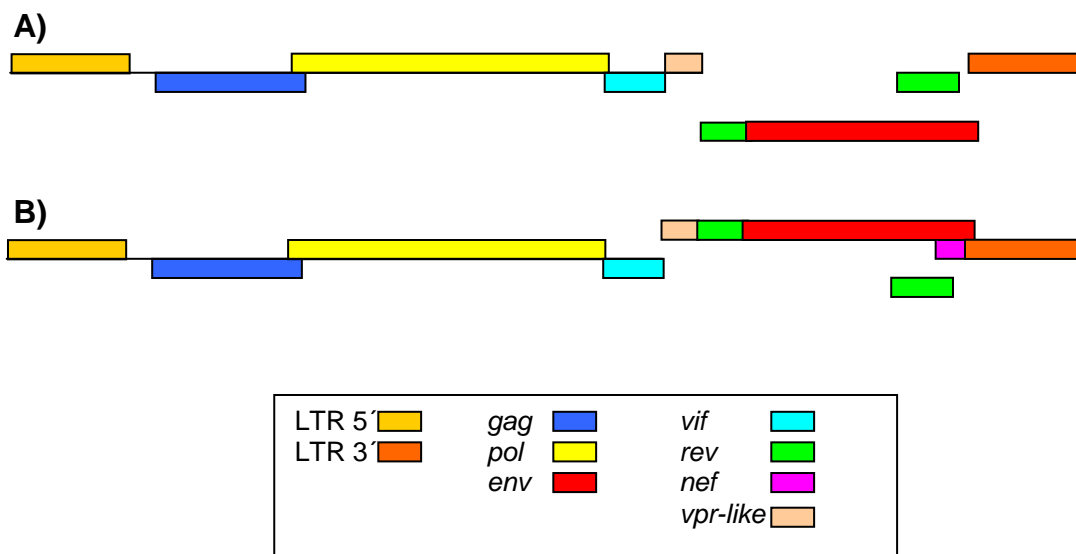 A)
B)
LTR 5´ gag vif
LTR 3´ pol rev
env nef
vpr-like